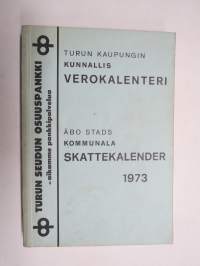 TURUN SEUDUN OSUUSPANKKI
- aikamme pankkipalvelua
TURUN KAUPUNGIN
KUNNALLIS
VEROKALENTERI
ÅBO STADS
KOMMUNALA
SKATTEKALENDER
1973